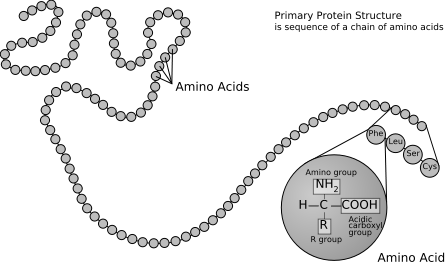 Primary Protein Structure
is sequence of a chain of amino acids
Amino Acids
Phe
Leu
Ser
Cys
Amino group
NH2
H—C—COOH
R
Acidic
carboxyl
group
R group
Amino Acid